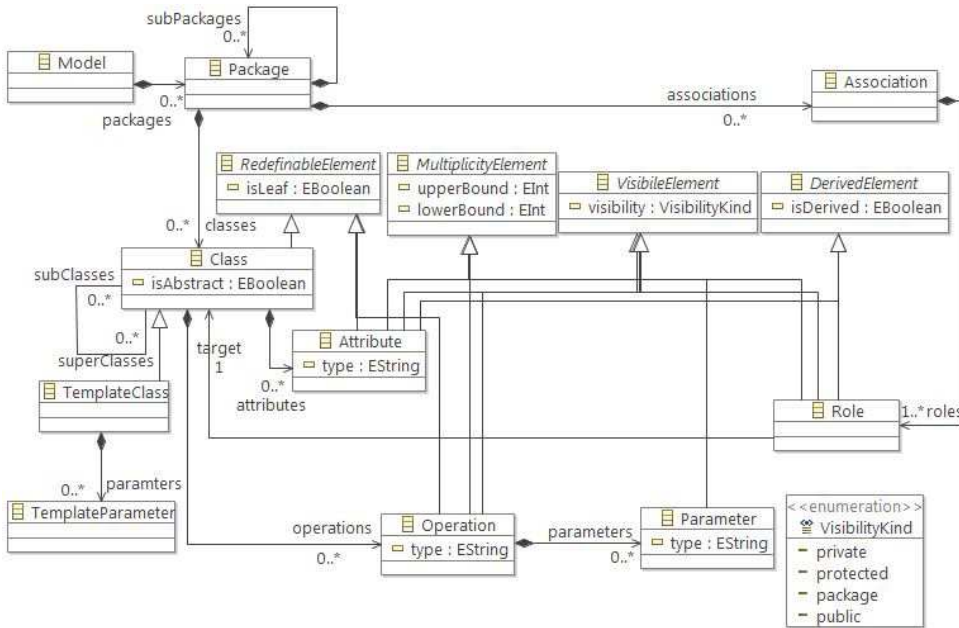 subPackages
0..*
Model
Package
Association
0..*
packages
associations
0..*
RedefinableElement
isLeaf : EBoolean
MultiplicityElement
upperBound : EInt
lowerBound : EInt
VisibileElement
visibility : VisibilityKind
DerivedElement
isDerived : EBoolean
0..*
classes
Class
isAbstract : EBoolean
subClasses
0..*
0..*
superClasses
target
1
Attribute
type : EString
0..*
attributes
TemplateClass
Role
1..* roles
0..*
paramters
TemplateParameter
operations
0..*
Operation
type : EString
parameters
0..*
Parameter
type : EString
<<enumeration>>
VisibilityKind
private
protected
package
public